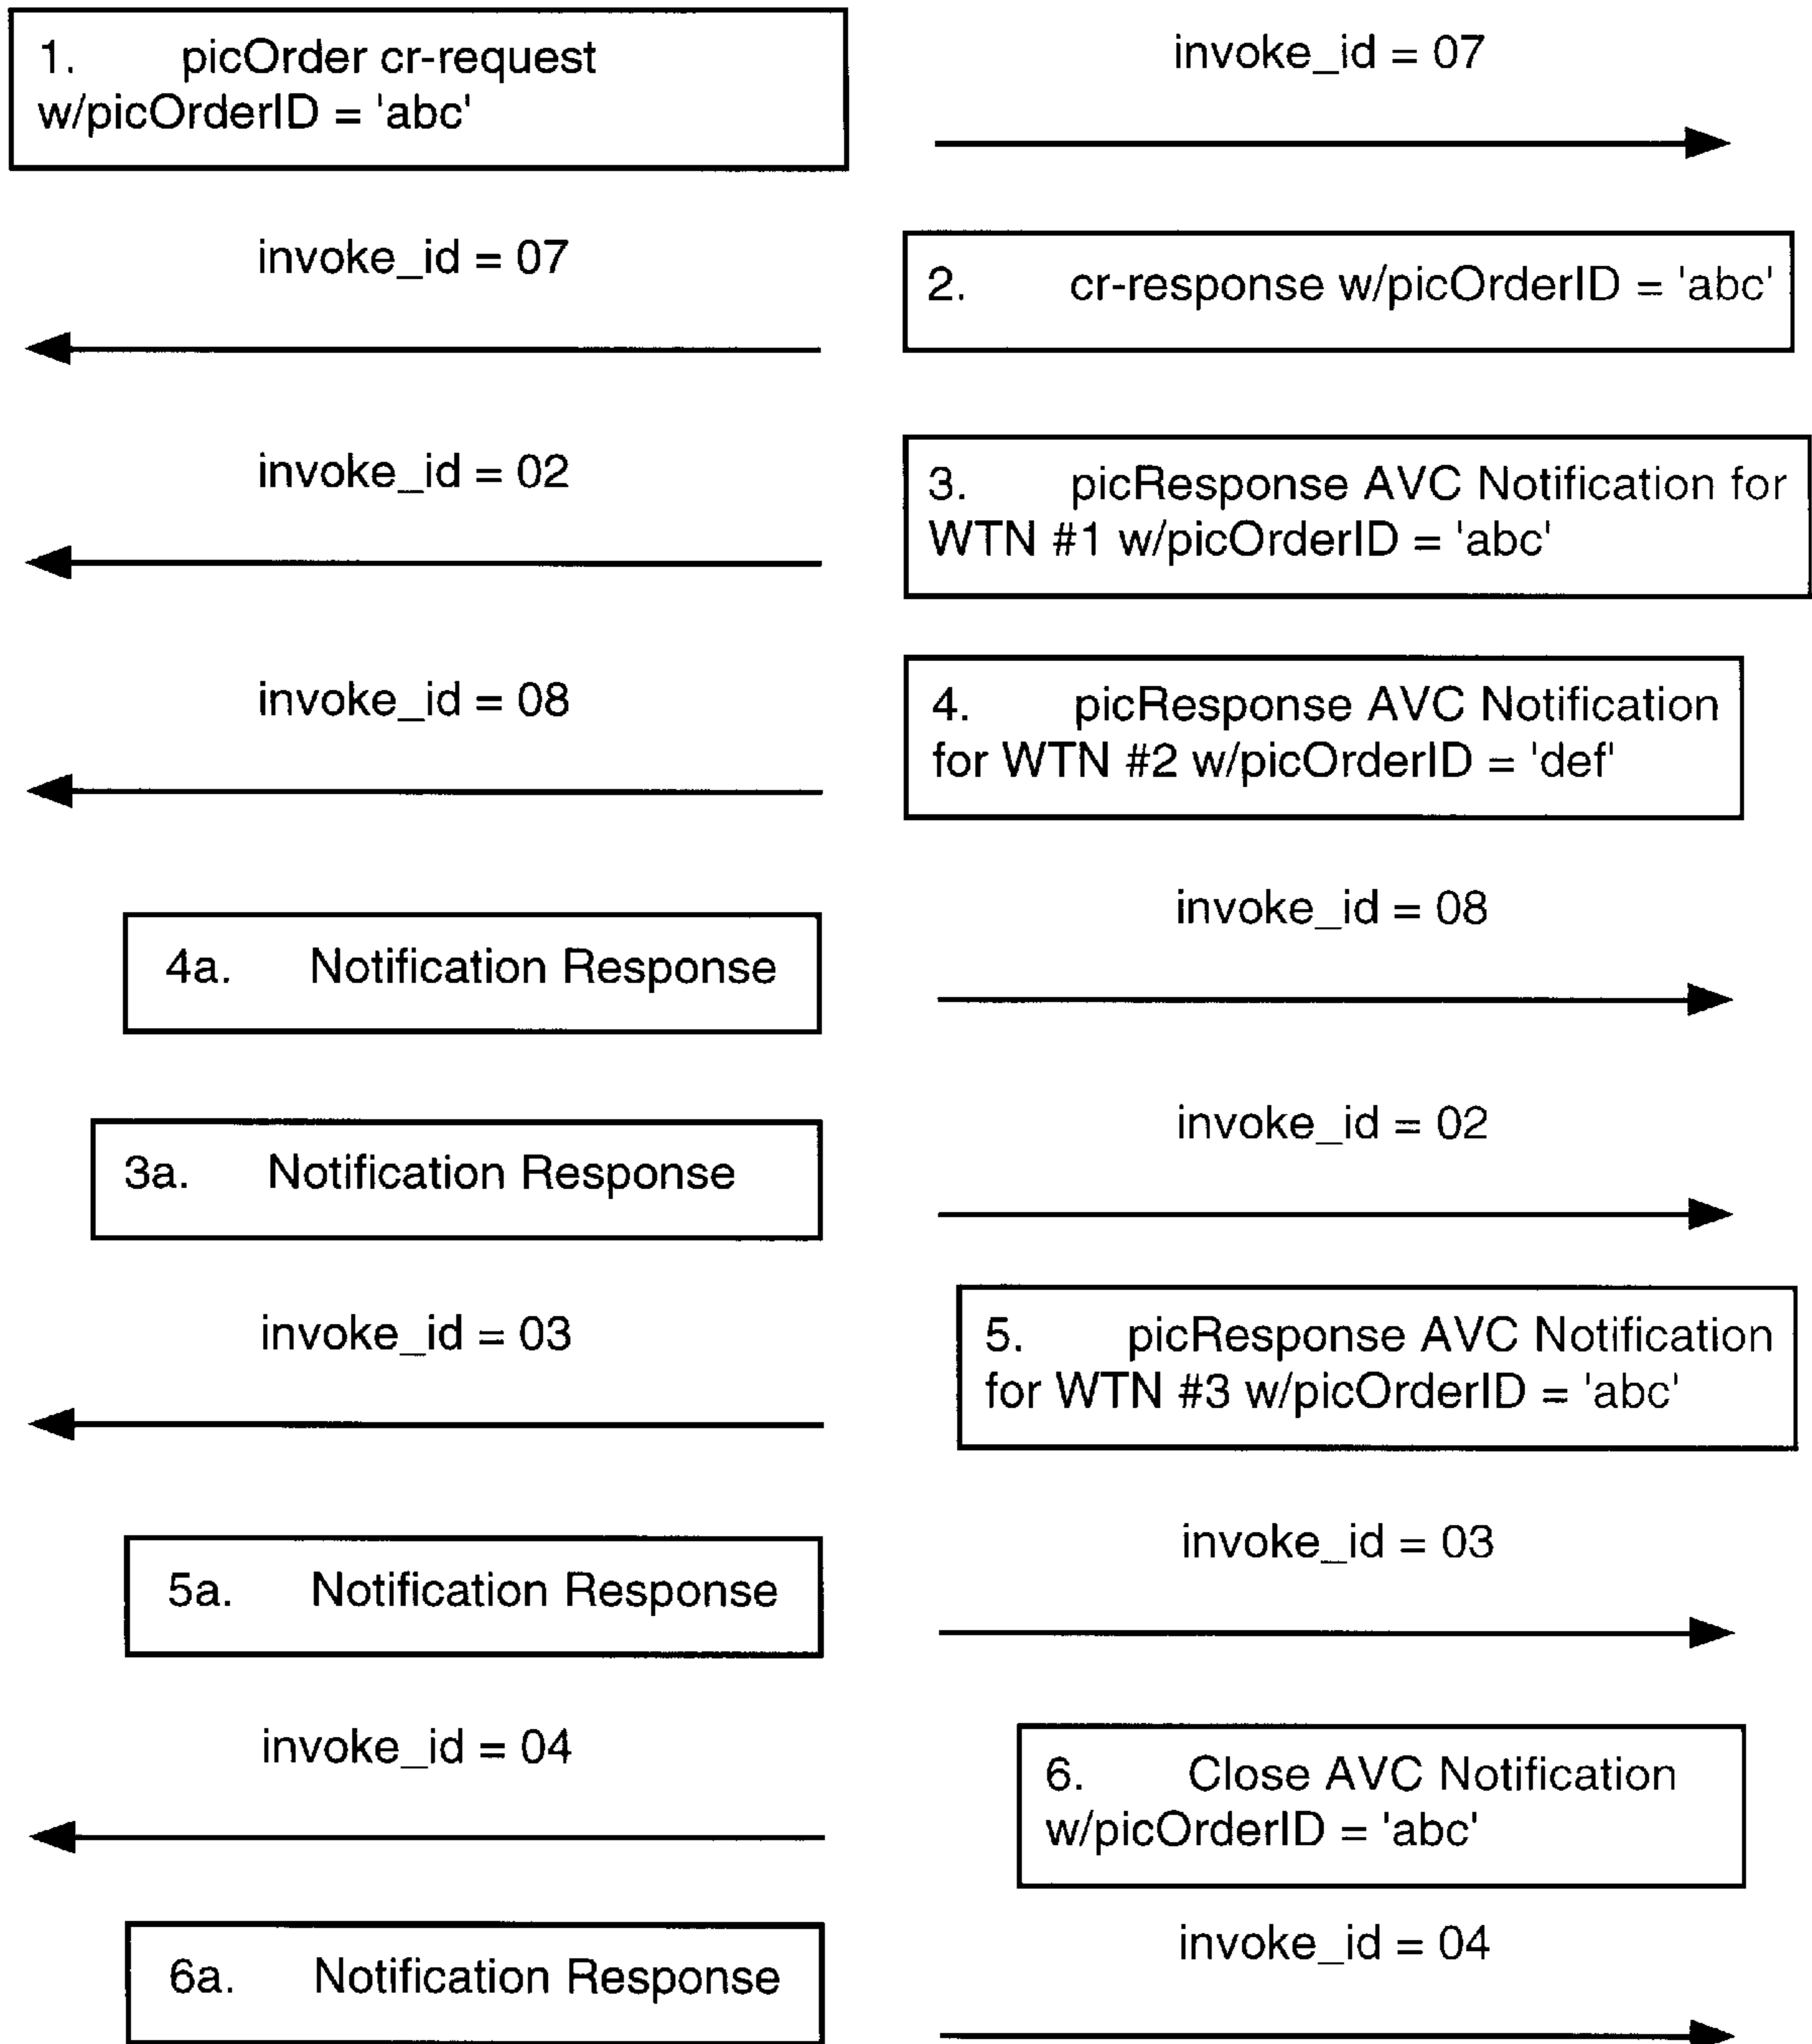 1. picOrder cr-request
w/picOrderID = 'abc'
invoke_id = 07
invoke_id = 07
2. cr-response w/picOrderID = 'abc'
invoke_id = 02
3. picResponse AVC Notification for
WTN #1 w/picOrderID = 'abc'
invoke_id = 08
4. picResponse AVC Notification
for WTN #2 w/picOrderID = 'def'
4a. Notification Response
invoke_id = 08
3a. Notification Response
invoke_id = 02
invoke_id = 03
5. picResponse AVC Notification
for WTN #3 w/picOrderID = 'abc'
5a. Notification Response
invoke_id = 03
invoke_id = 04
6. Close AVC Notification
w/picOrderID = 'abc'
6a. Notification Response
invoke_id = 04